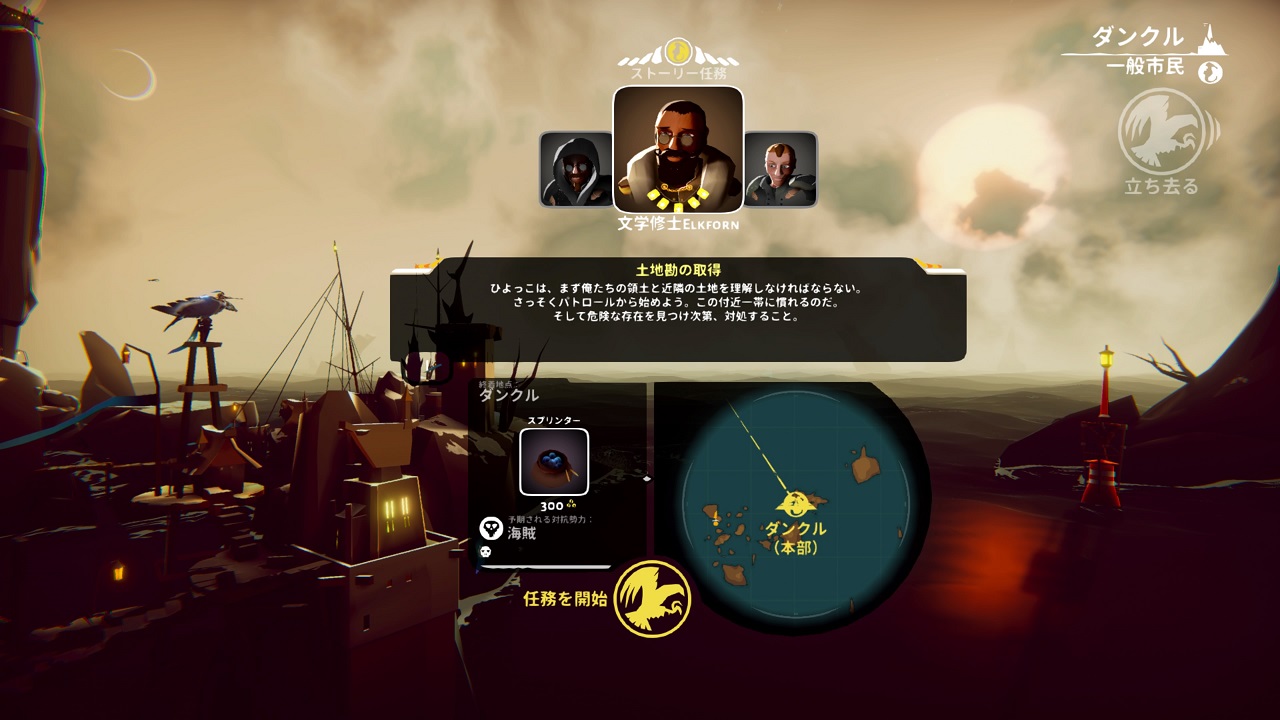 ストーリー任務
ダンクル
一般市民
立ち去る
文学修士ELKFORN
土地勘の取得
ひよっこは、まず俺たちの領土と近隣の土地を理解しなければならない。
さっそくパトロールから始めよう。この付近一帯に慣れるのだ。
そして危険な存在を見つけ次第、対処すること。
終着地点：
ダンクル
スプリンター
300
予期される対抗勢力：
海賊
ダンクル
（本部）
任務を開始